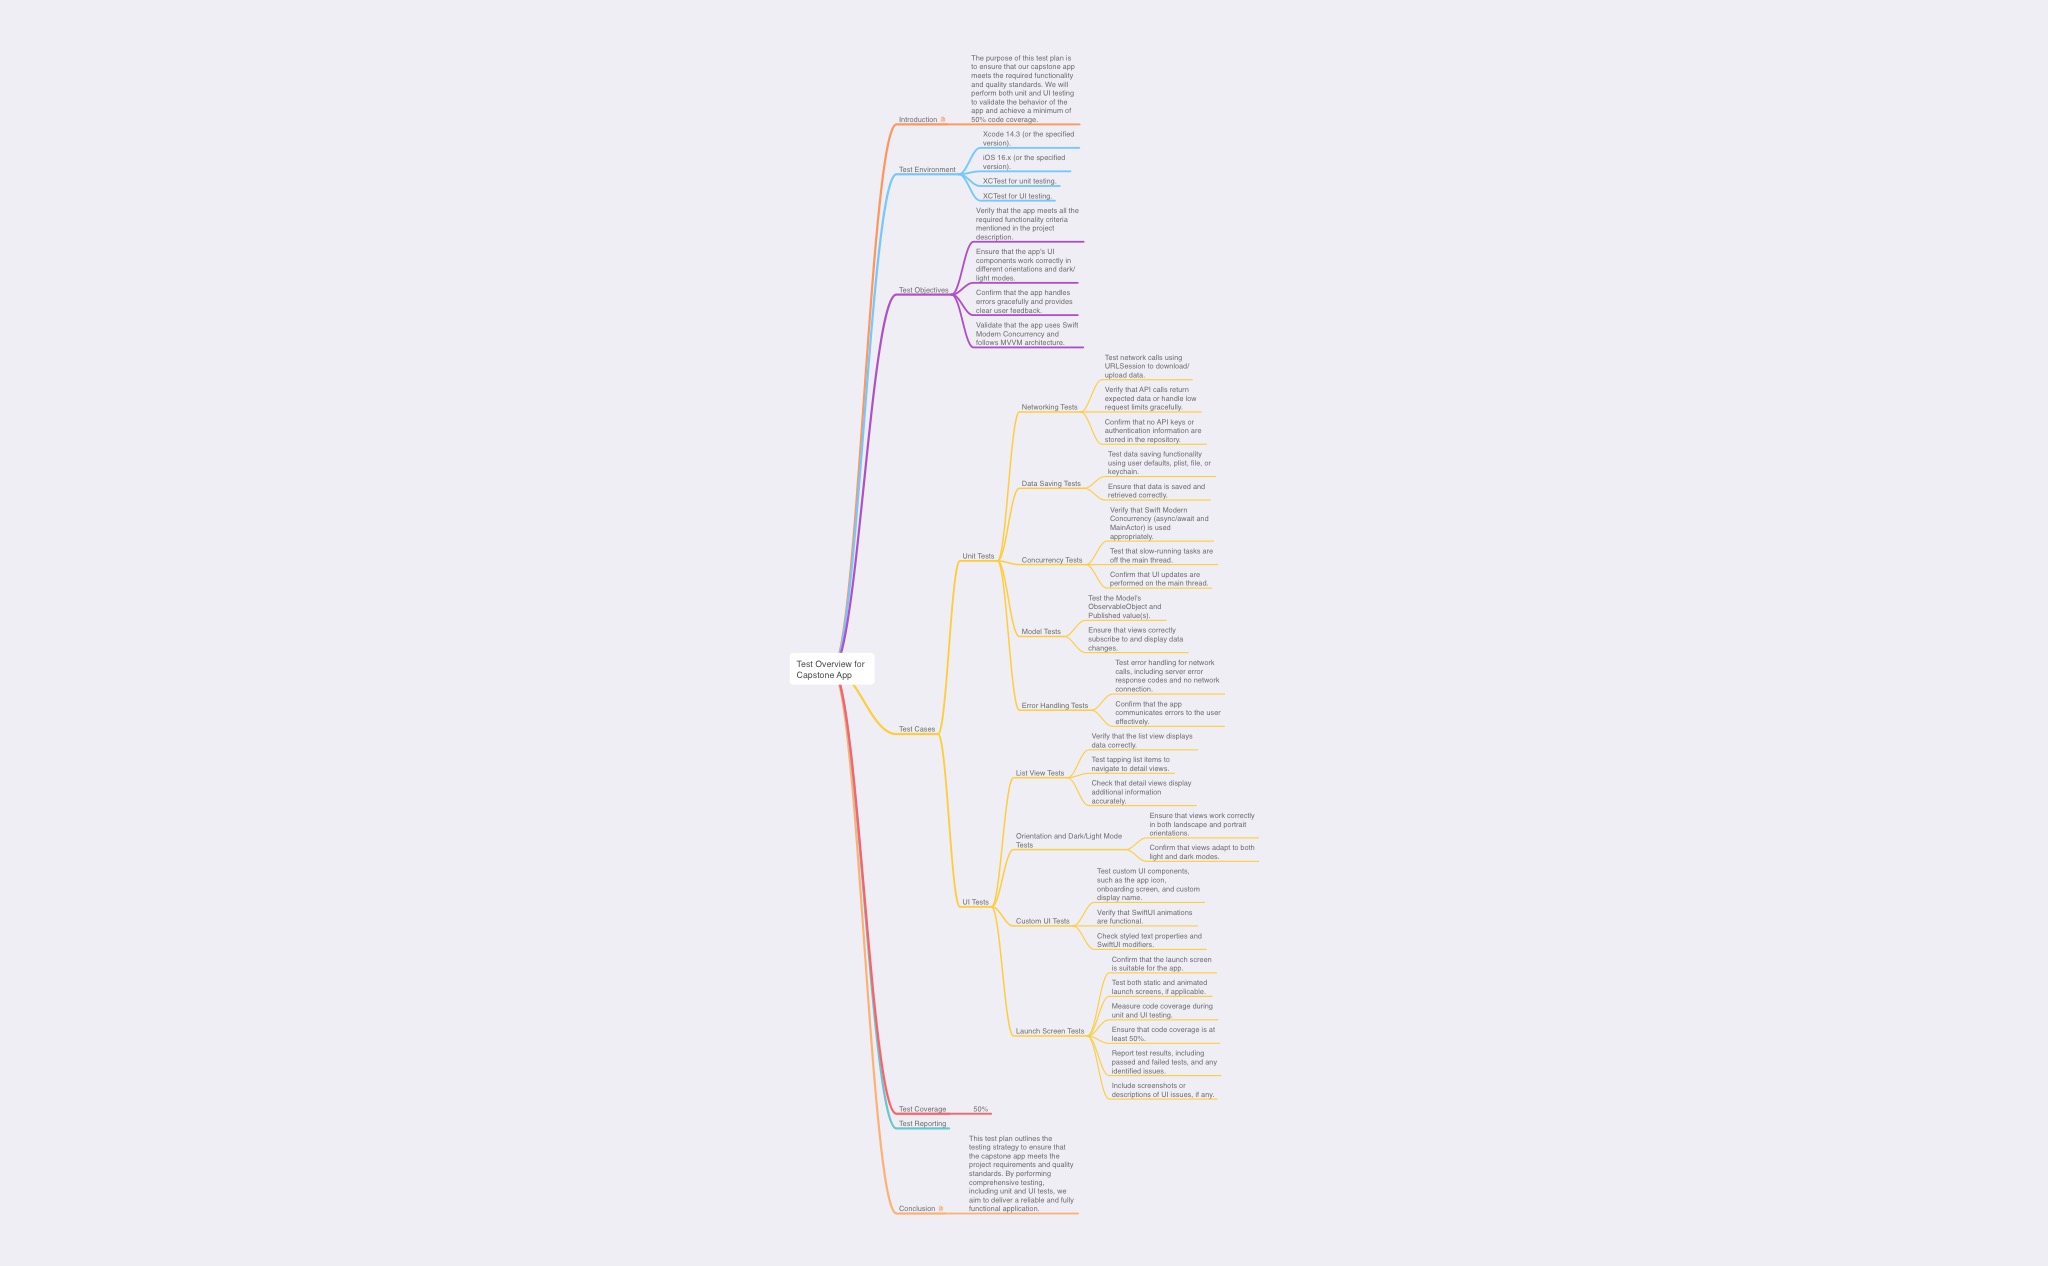 The purpose of this test plan is
to ensure that our capstone app
meets the required functionality
and quality standards. We will
perform both unit and UI testing
to validate the behavior of the
app and achieve a minimum of
50% code coverage.
Introduction
Xcode 14.3 (or the specified
version).
iOS 16.x (or the specified
version).
Test Environment
XCTest for unit testing.
XCTest for UI testing.
Verify that the app meets all the
required functionality criteria
mentioned in the project
description.
Ensure that the app's UI
components work correctly in
different orientations and dark/
light modes.
Test Objectives
Confirm that the app handles
errors gracefully and provides
clear user feedback.
Validate that the app uses Swift
Modern Concurrency and
follows MVVM architecture.
Test network calls using
URLSession to download/
upload data.
Verify that API calls return
expected data or handle low
request limits gracefully.
Networking Tests
Confirm that no API keys or
authentication information are
stored in the repository.
Test data saving functionality
using user defaults, plist, file, or
keychain.
Data Saving Tests
Ensure that data is saved and
retrieved correctly.
Verify that Swift Modern
Concurrency (async/await and
MainActor) is used
appropriately.
Unit Tests
Concurrency Tests
Test that slow-running tasks are
off the main thread.
Confirm that UI updates are
performed on the main thread.
Test the Model's
ObservableObject and
Published value(s).
Model Tests
Ensure that views correctly
subscribe to and display data
changes.
Test Overview for
Capstone App
Test error handling for network
calls, including server error
response codes and no network
connection.
Error Handling Tests
Confirm that the app
communicates errors to the user
effectively.
Test Cases
Verify that the list view displays
data correctly.
Test tapping list items to
navigate to detail views.
List View Tests
Check that detail views display
additional information
accurately.
Ensure that views work correctly
in both landscape and portrait
orientations.
Orientation and Dark/Light Mode
Tests
Confirm that views adapt to both
light and dark modes.
Test custom UI components,
such as the app icon,
onboarding screen, and custom
display name.
UI Tests
Custom UI Tests
Verify that SwiftUI animations
are functional.
Check styled text properties and
SwiftUI modifiers.
Confirm that the launch screen
is suitable for the app.
Test both static and animated
launch screens, if applicable.
Measure code coverage during
unit and UI testing.
Launch Screen Tests
Ensure that code coverage is at
least 50%.
Report test results, including
passed and failed tests, and any
identified issues.
Include screenshots or
descriptions of UI issues, if any.
Test Coverage
50%
Test Reporting
This test plan outlines the
testing strategy to ensure that
the capstone app meets the
project requirements and quality
standards. By performing
comprehensive testing,
including unit and UI tests, we
aim to deliver a reliable and fully
functional application.
Conclusion